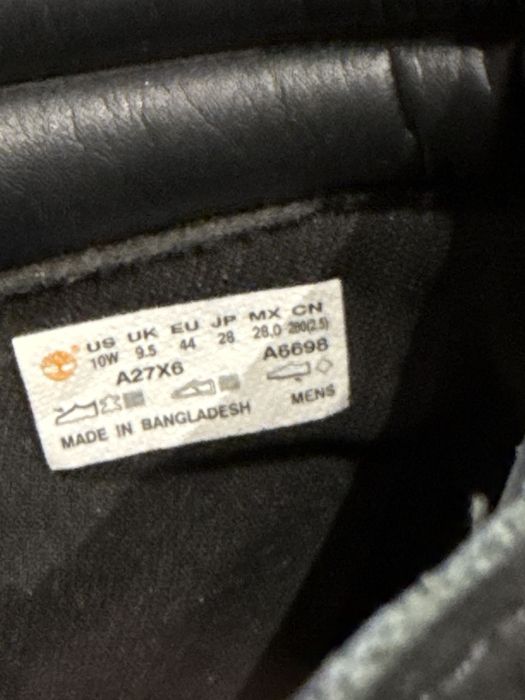 US UK EU JP MX CN
10W 9.5 44 28 28.0 280(2.5)
A27X6 A6698
MENS
MADE IN BANGLADESH